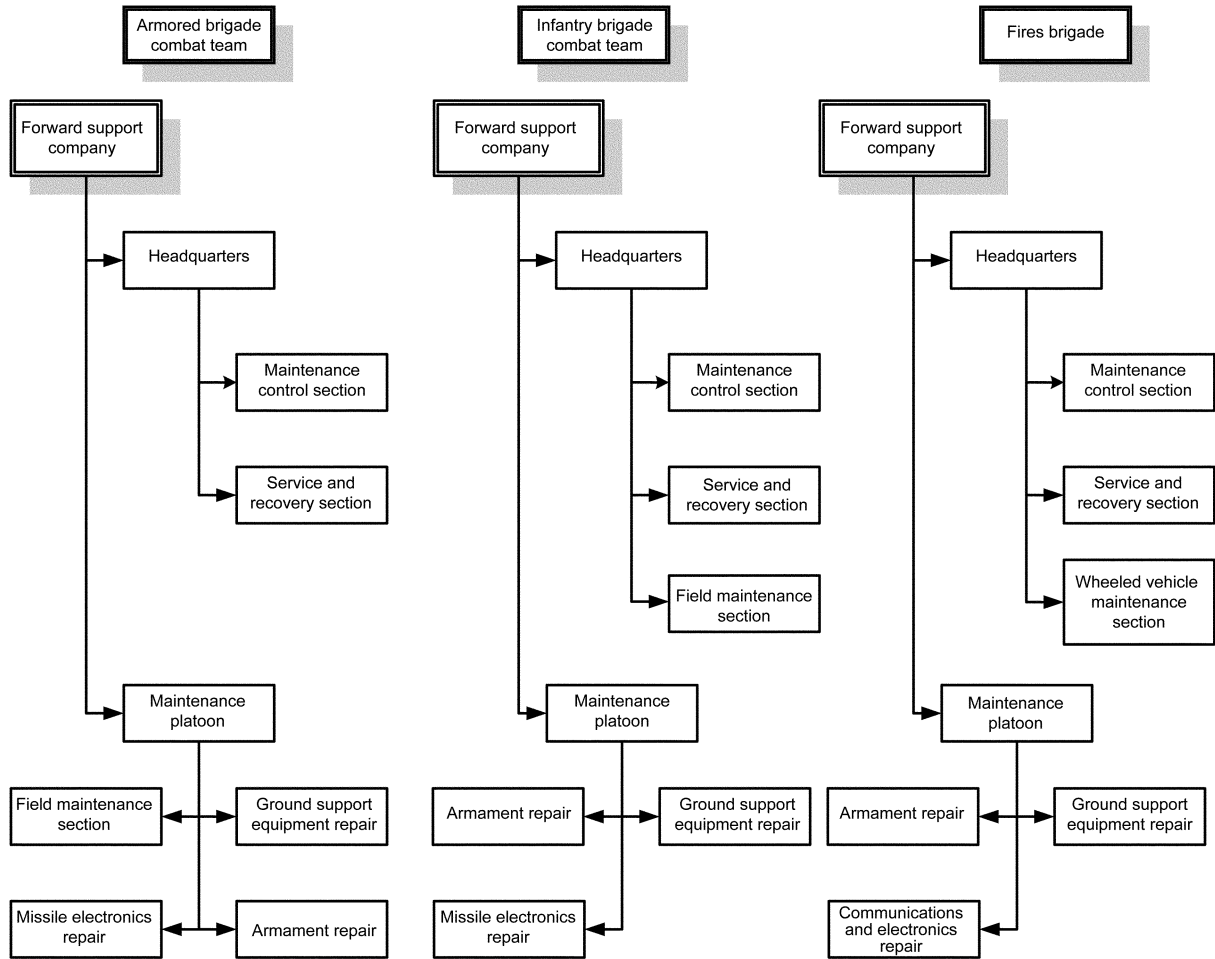 Armored brigade
combat team
Infantry brigade
combat team
Fires brigade
Forward support
company
Forward support
company
Forward support
company
Headquarters
Headquarters
Headquarters
Maintenance
control section
Maintenance
control section
Maintenance
control section
Service and
recovery section
Service and
recovery section
Service and
recovery section
Field maintenance
section
Wheeled vehicle
maintenance
section
Maintenance
platoon
Maintenance
platoon
Maintenance
platoon
Field maintenance
section
Ground support
equipment repair
Armament repair
Ground support
equipment repair
Armament repair
Ground support
equipment repair
Missile electronics
repair
Armament repair
Missile electronics
repair
Communications
and electronics
repair